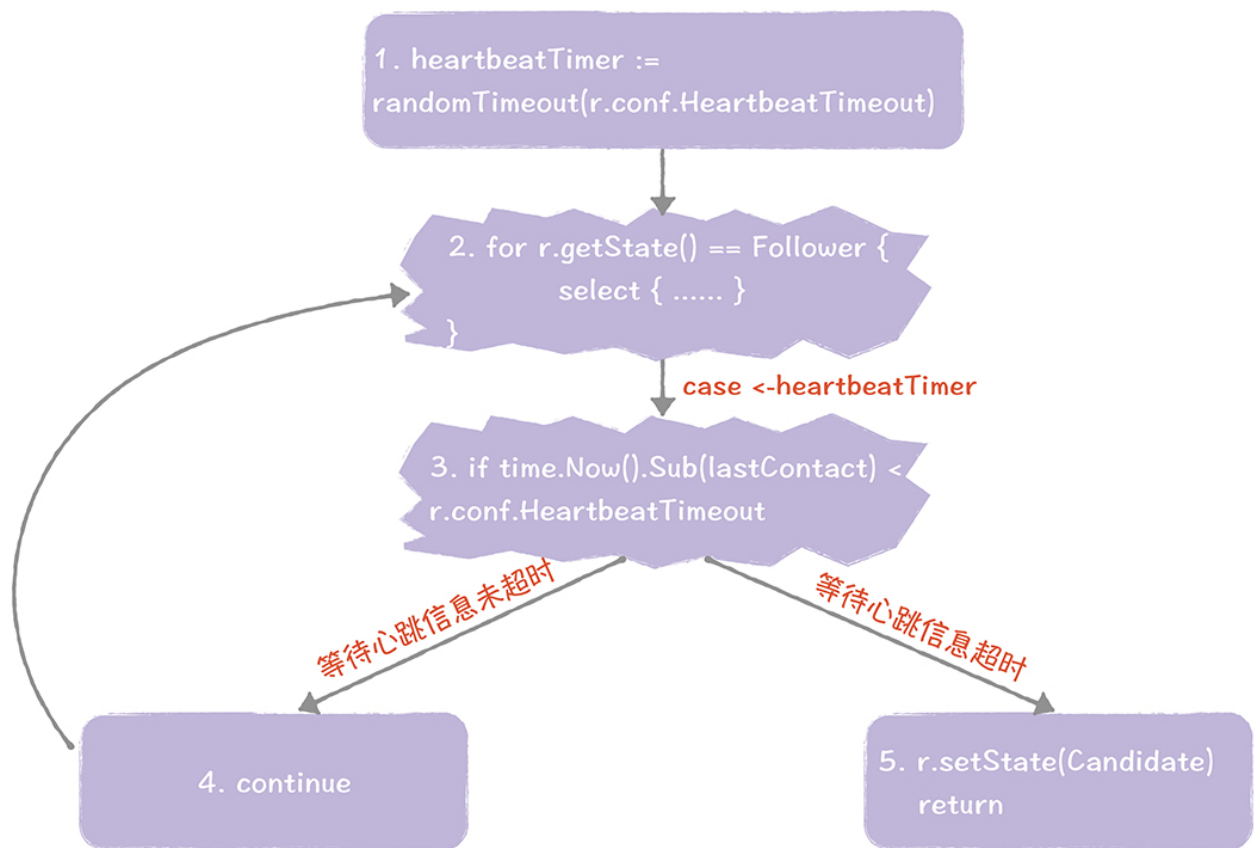 1. heartbeatTimer :=
randomTimeout(r.conf.HeartbeatTimeout)
2. for r.getState() == Follower {
select { ...... }
}
case <-heartbeatTimer
3. if time.Now().Sub(lastContact) <
r.conf.HeartbeatTimeout
等待心跳信息未超时
等待心跳信息超时
4. continue
5. r.setState(Candidate)
return